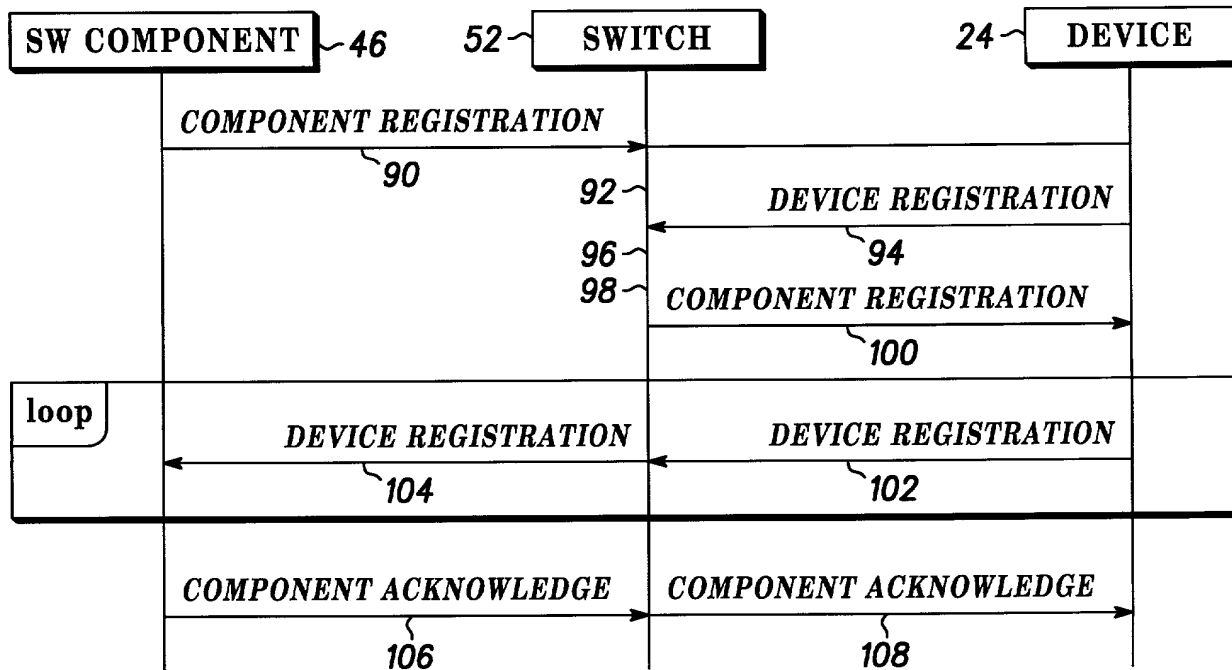 SW COMPONENT 46 52 SWITCH 24 DEVICE
COMPONENT REGISTRATION
90
92
DEVICE REGISTRATION
94
96
98
COMPONENT REGISTRATION
100
loop
DEVICE REGISTRATION DEVICE REGISTRATION
104 102
COMPONENT ACKNOWLEDGE COMPONENT ACKNOWLEDGE
106 108